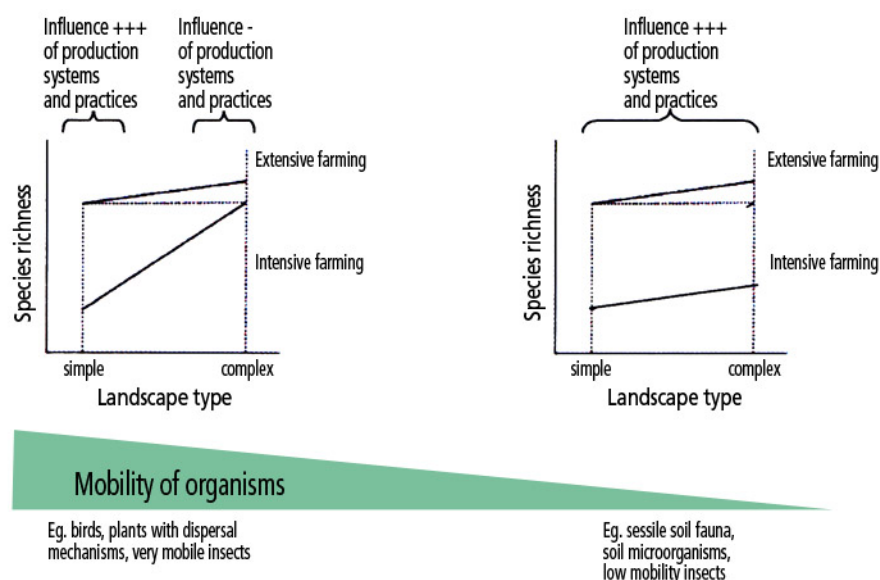 Influence +++
of production
systems
and practices
Influence -
of production
systems
and practices
Species richness
Extensive farming
Intensive farming
simple
complex
Landscape type
Influence +++
of production
systems
and practices
Species richness
Extensive farming
Intensive farming
simple
complex
Landscape type
Mobility of organisms
Eg. birds, plants with dispersal
mechanisms, very mobile insects
Eg. sessile soil fauna,
soil microorganisms,
low mobility insects